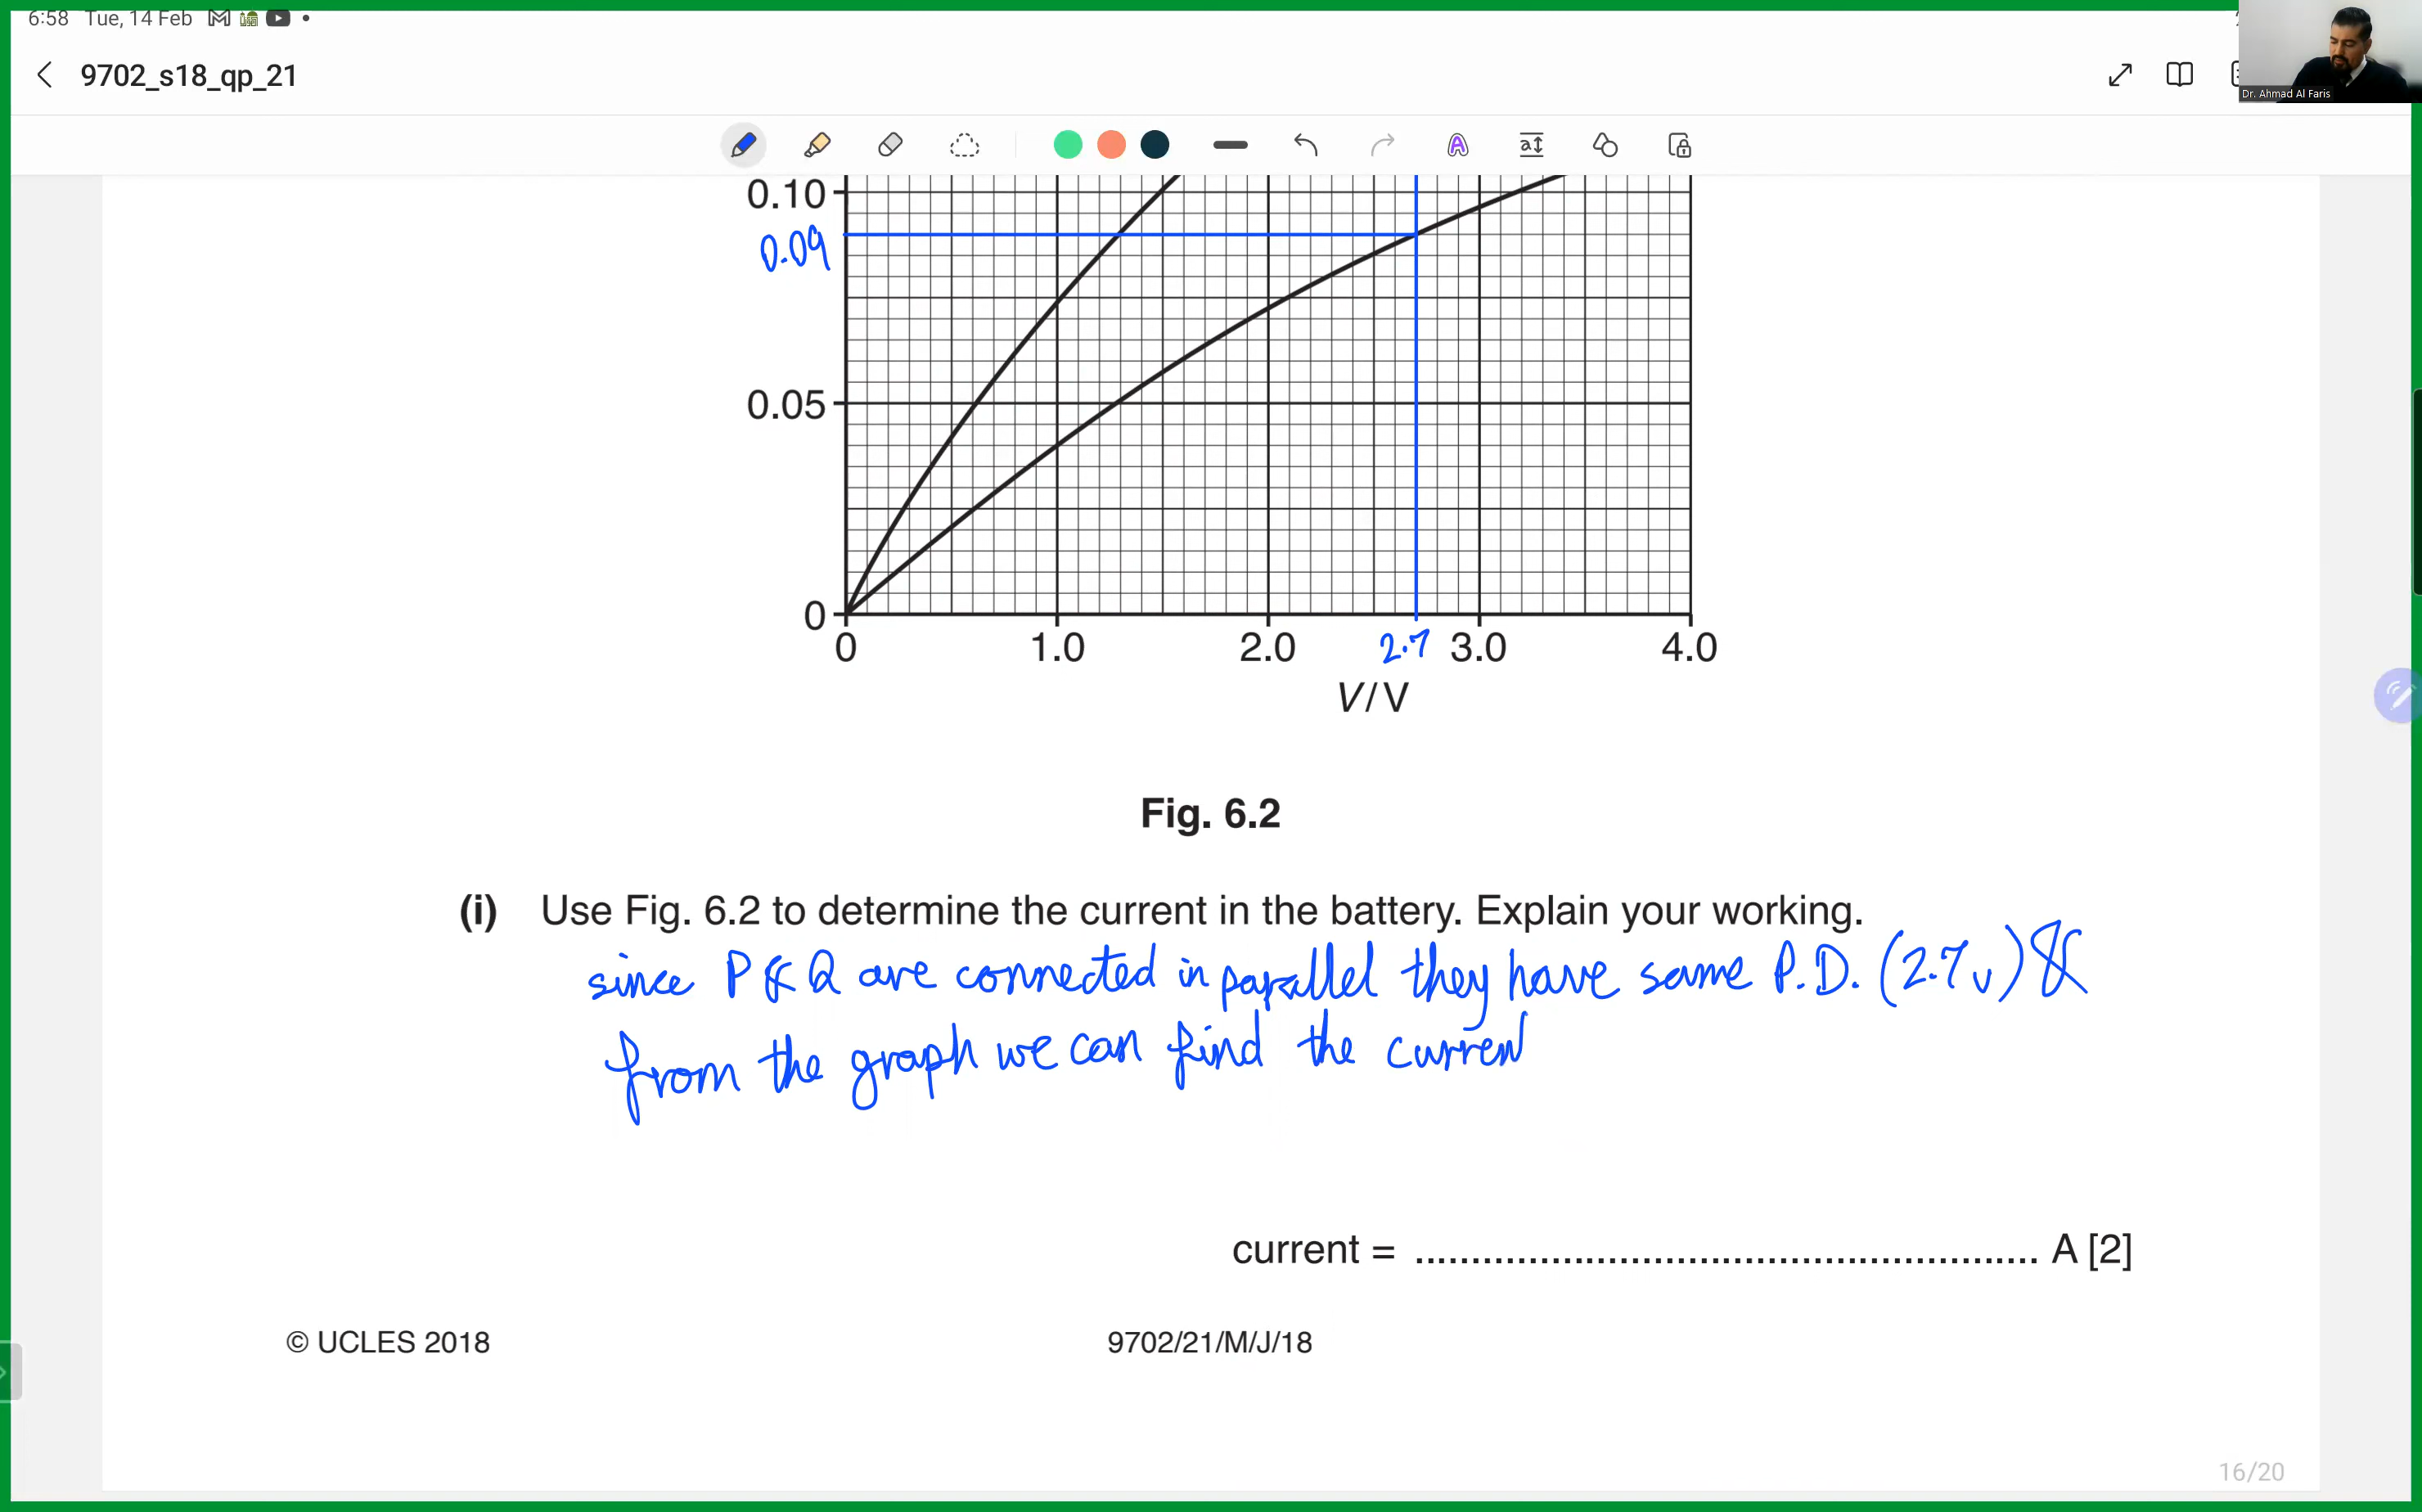 6:58 Tue, 14 Feb
9702_s18_qp_21
Dr. Ahmad Al Faris
0.10
0.09
0.05
0
0 1.0 2.0 2.7 3.0 4.0
V/V
Fig. 6.2
(i) Use Fig. 6.2 to determine the current in the battery. Explain your working.
since P & Q are connected in parallel they have same P.D. (2.7 v) &
from the graph we can find the curren
current = ........................................................... A [2]
© UCLES 2018 9702/21/M/J/18
16/20